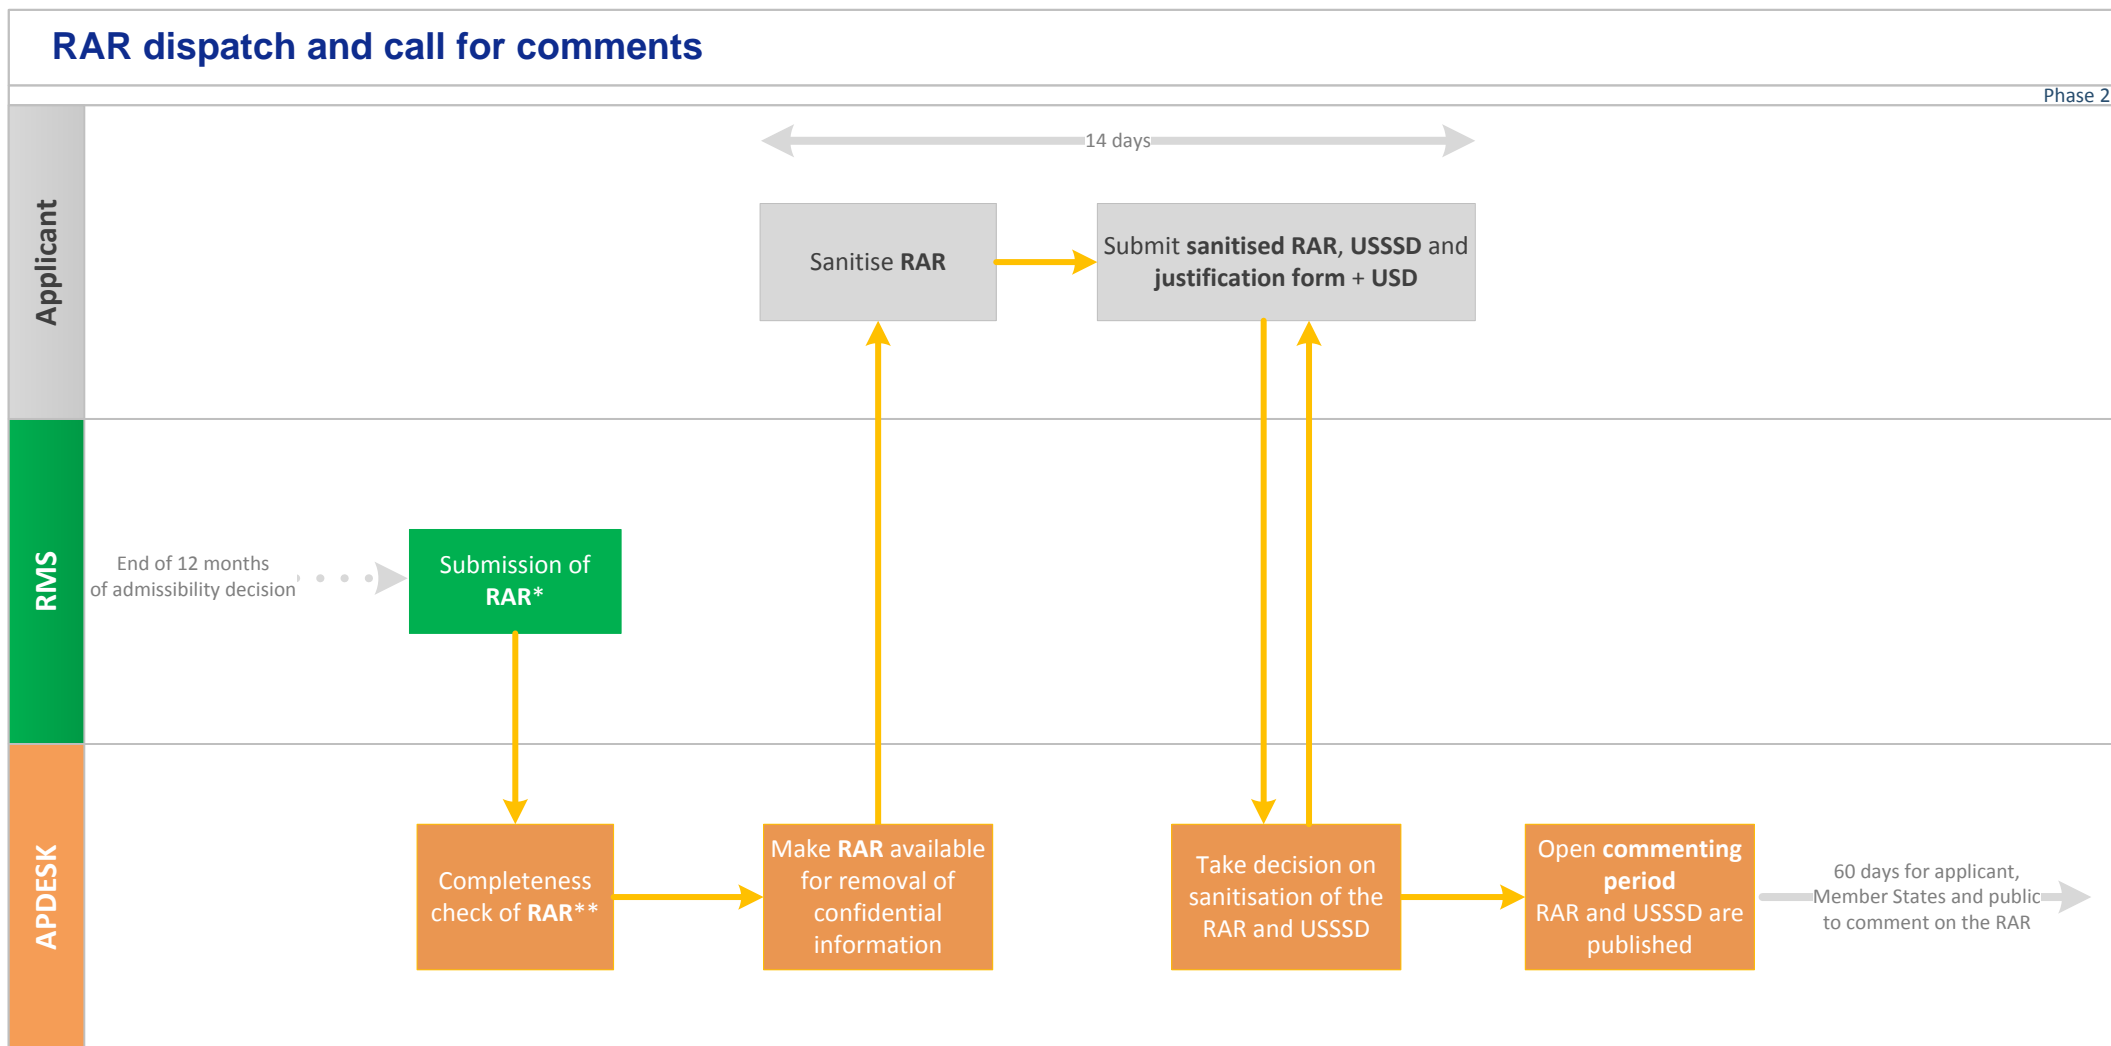 RAR dispatch and call for comments
Phase 2
Applicant
14 days
Sanitise RAR
Submit sanitised RAR, USSSD and
justification form + USD
RMS
End of 12 months
of admissibility decision
Submission of
RAR*
APDESK
Completeness
check of RAR**
Make RAR available
for removal of
confidential
information
Take decision on
sanitisation of the
RAR and USSSD
Open commenting
period
RAR and USSSD are
published
60 days for applicant,
Member States and public
to comment on the RAR